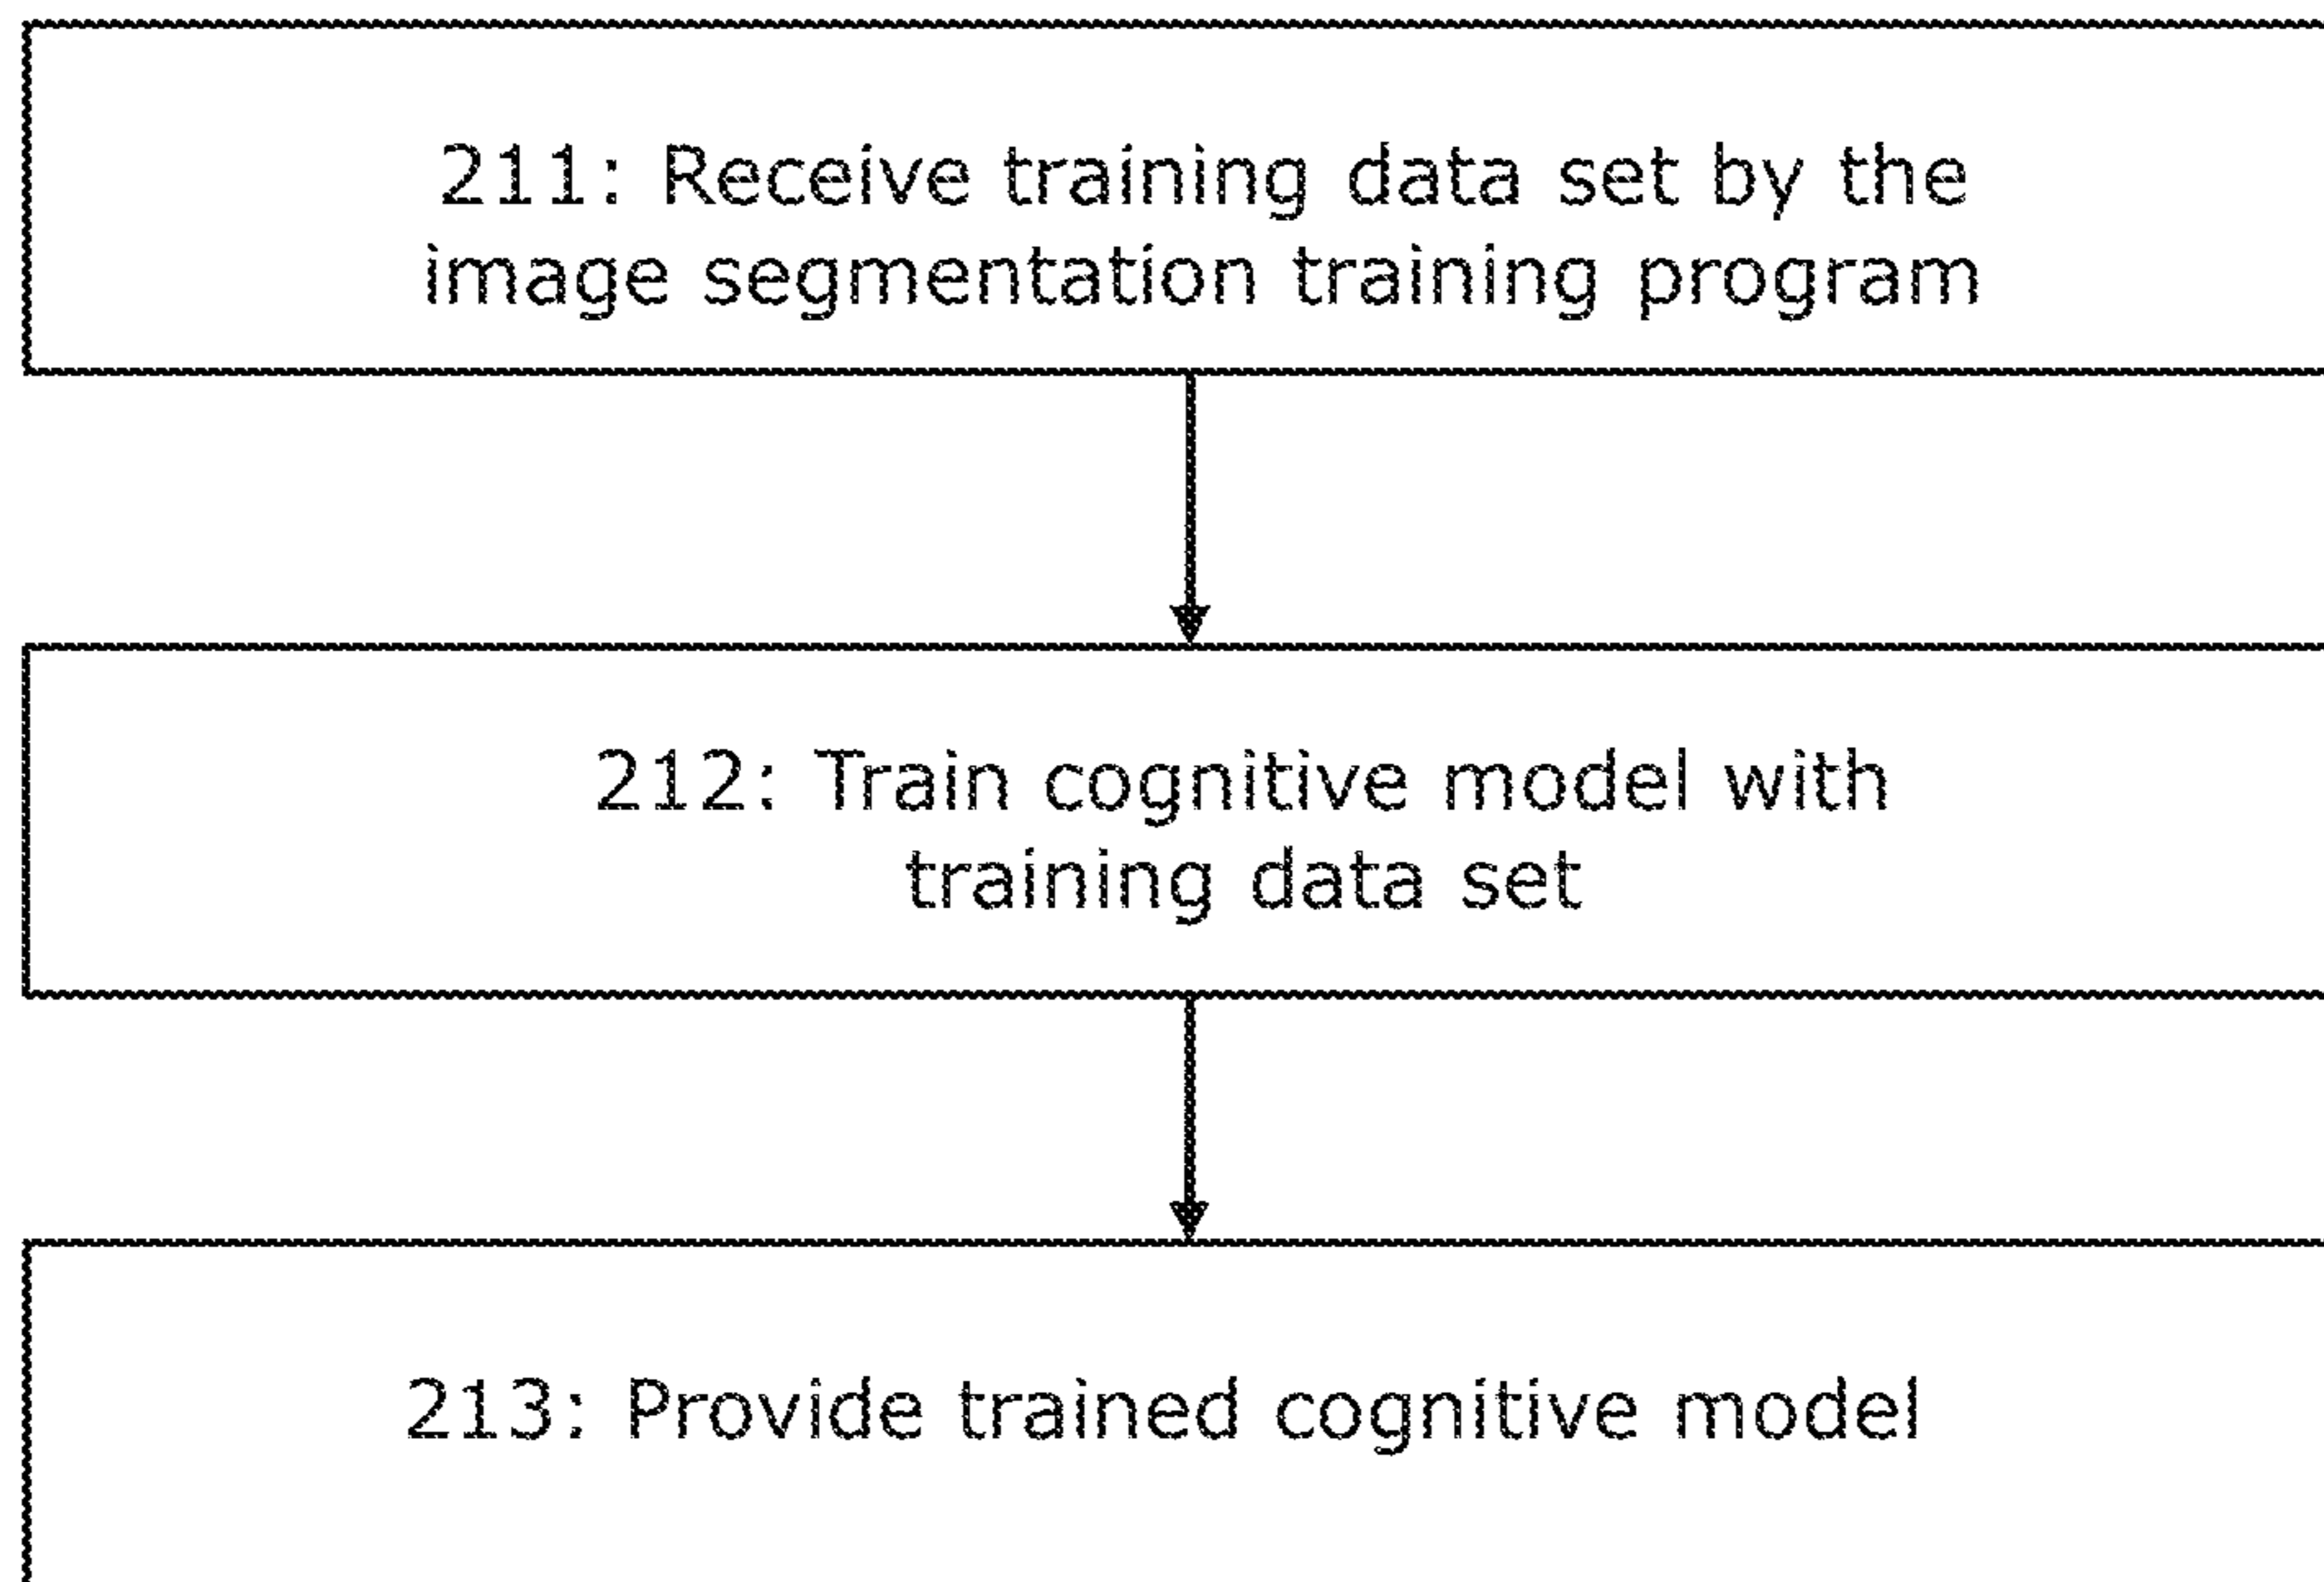 211: Receive training data set by the
image segmentation training program
212: Train cognitive model with
training data set
213: Provide trained cognitive model